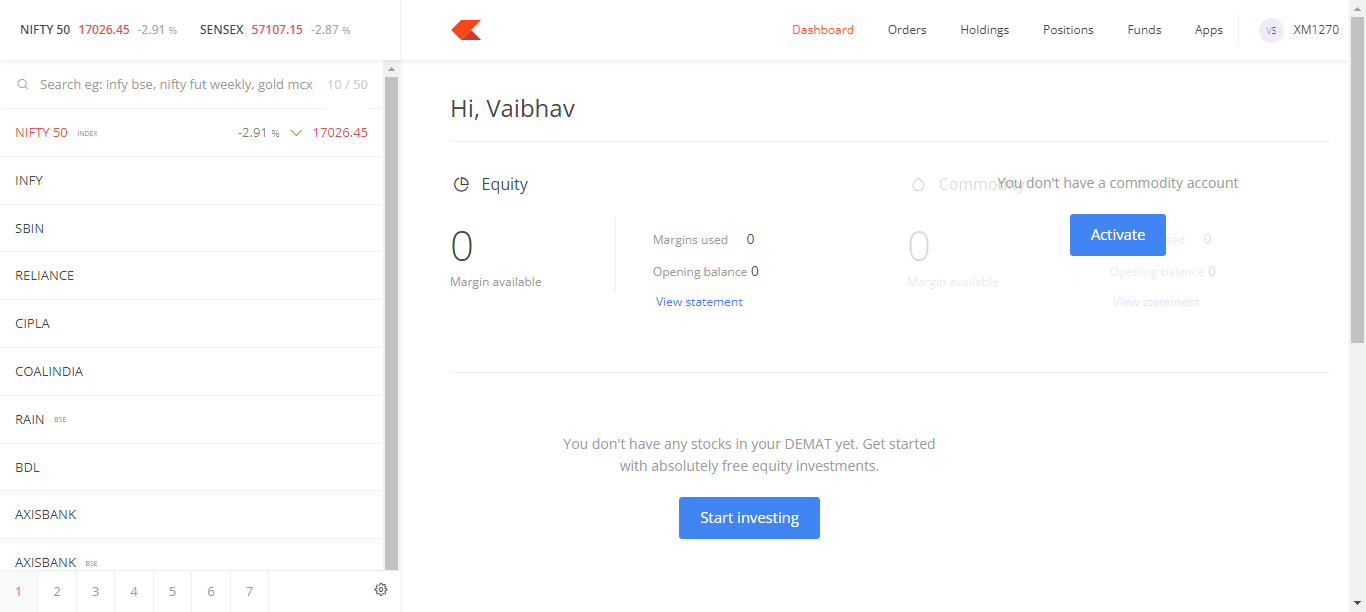 NIFTY 50 17026.45 -2.91 % SENSEX 57107.15 -2.87 %
Dashboard Orders Holdings Positions Funds Apps VS XM1270
Search eg: infy bse, nifty fut weekly, gold mcx 10 / 50
NIFTY 50 INDEX -2.91 % 17026.45
INFY
SBIN
RELIANCE
CIPLA
COALINDIA
RAIN BSE
BDL
AXISBANK
AXISBANK BSE
1 2 3 4 5 6 7
Hi, Vaibhav
Equity
0
Margin available
Margins used 0
Opening balance 0
View statement
Commodity
You don't have a commodity account
Activate
0
Margin available
used 0
Opening balance 0
View statement
You don't have any stocks in your DEMAT yet. Get started
with absolutely free equity investments.
Start investing